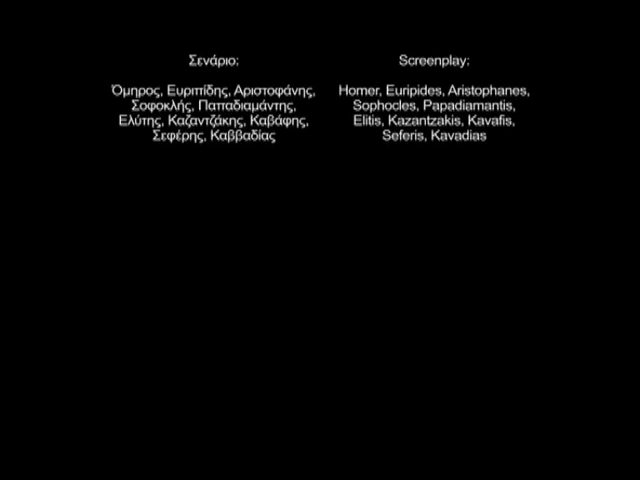 Σενάριο:
Όμηρος, Ευριπίδης, Αριστοφάνης,
Σοφοκλής, Παπαδιαμάντης,
Ελύτης, Καζαντζάκης, Καβάφης,
Σεφέρης, Καββαδίας
Screenplay:
Homer, Euripides, Aristophanes,
Sophocles, Papadiamantis,
Elitis, Kazantzakis, Kavafis,
Seferis, Kavadias